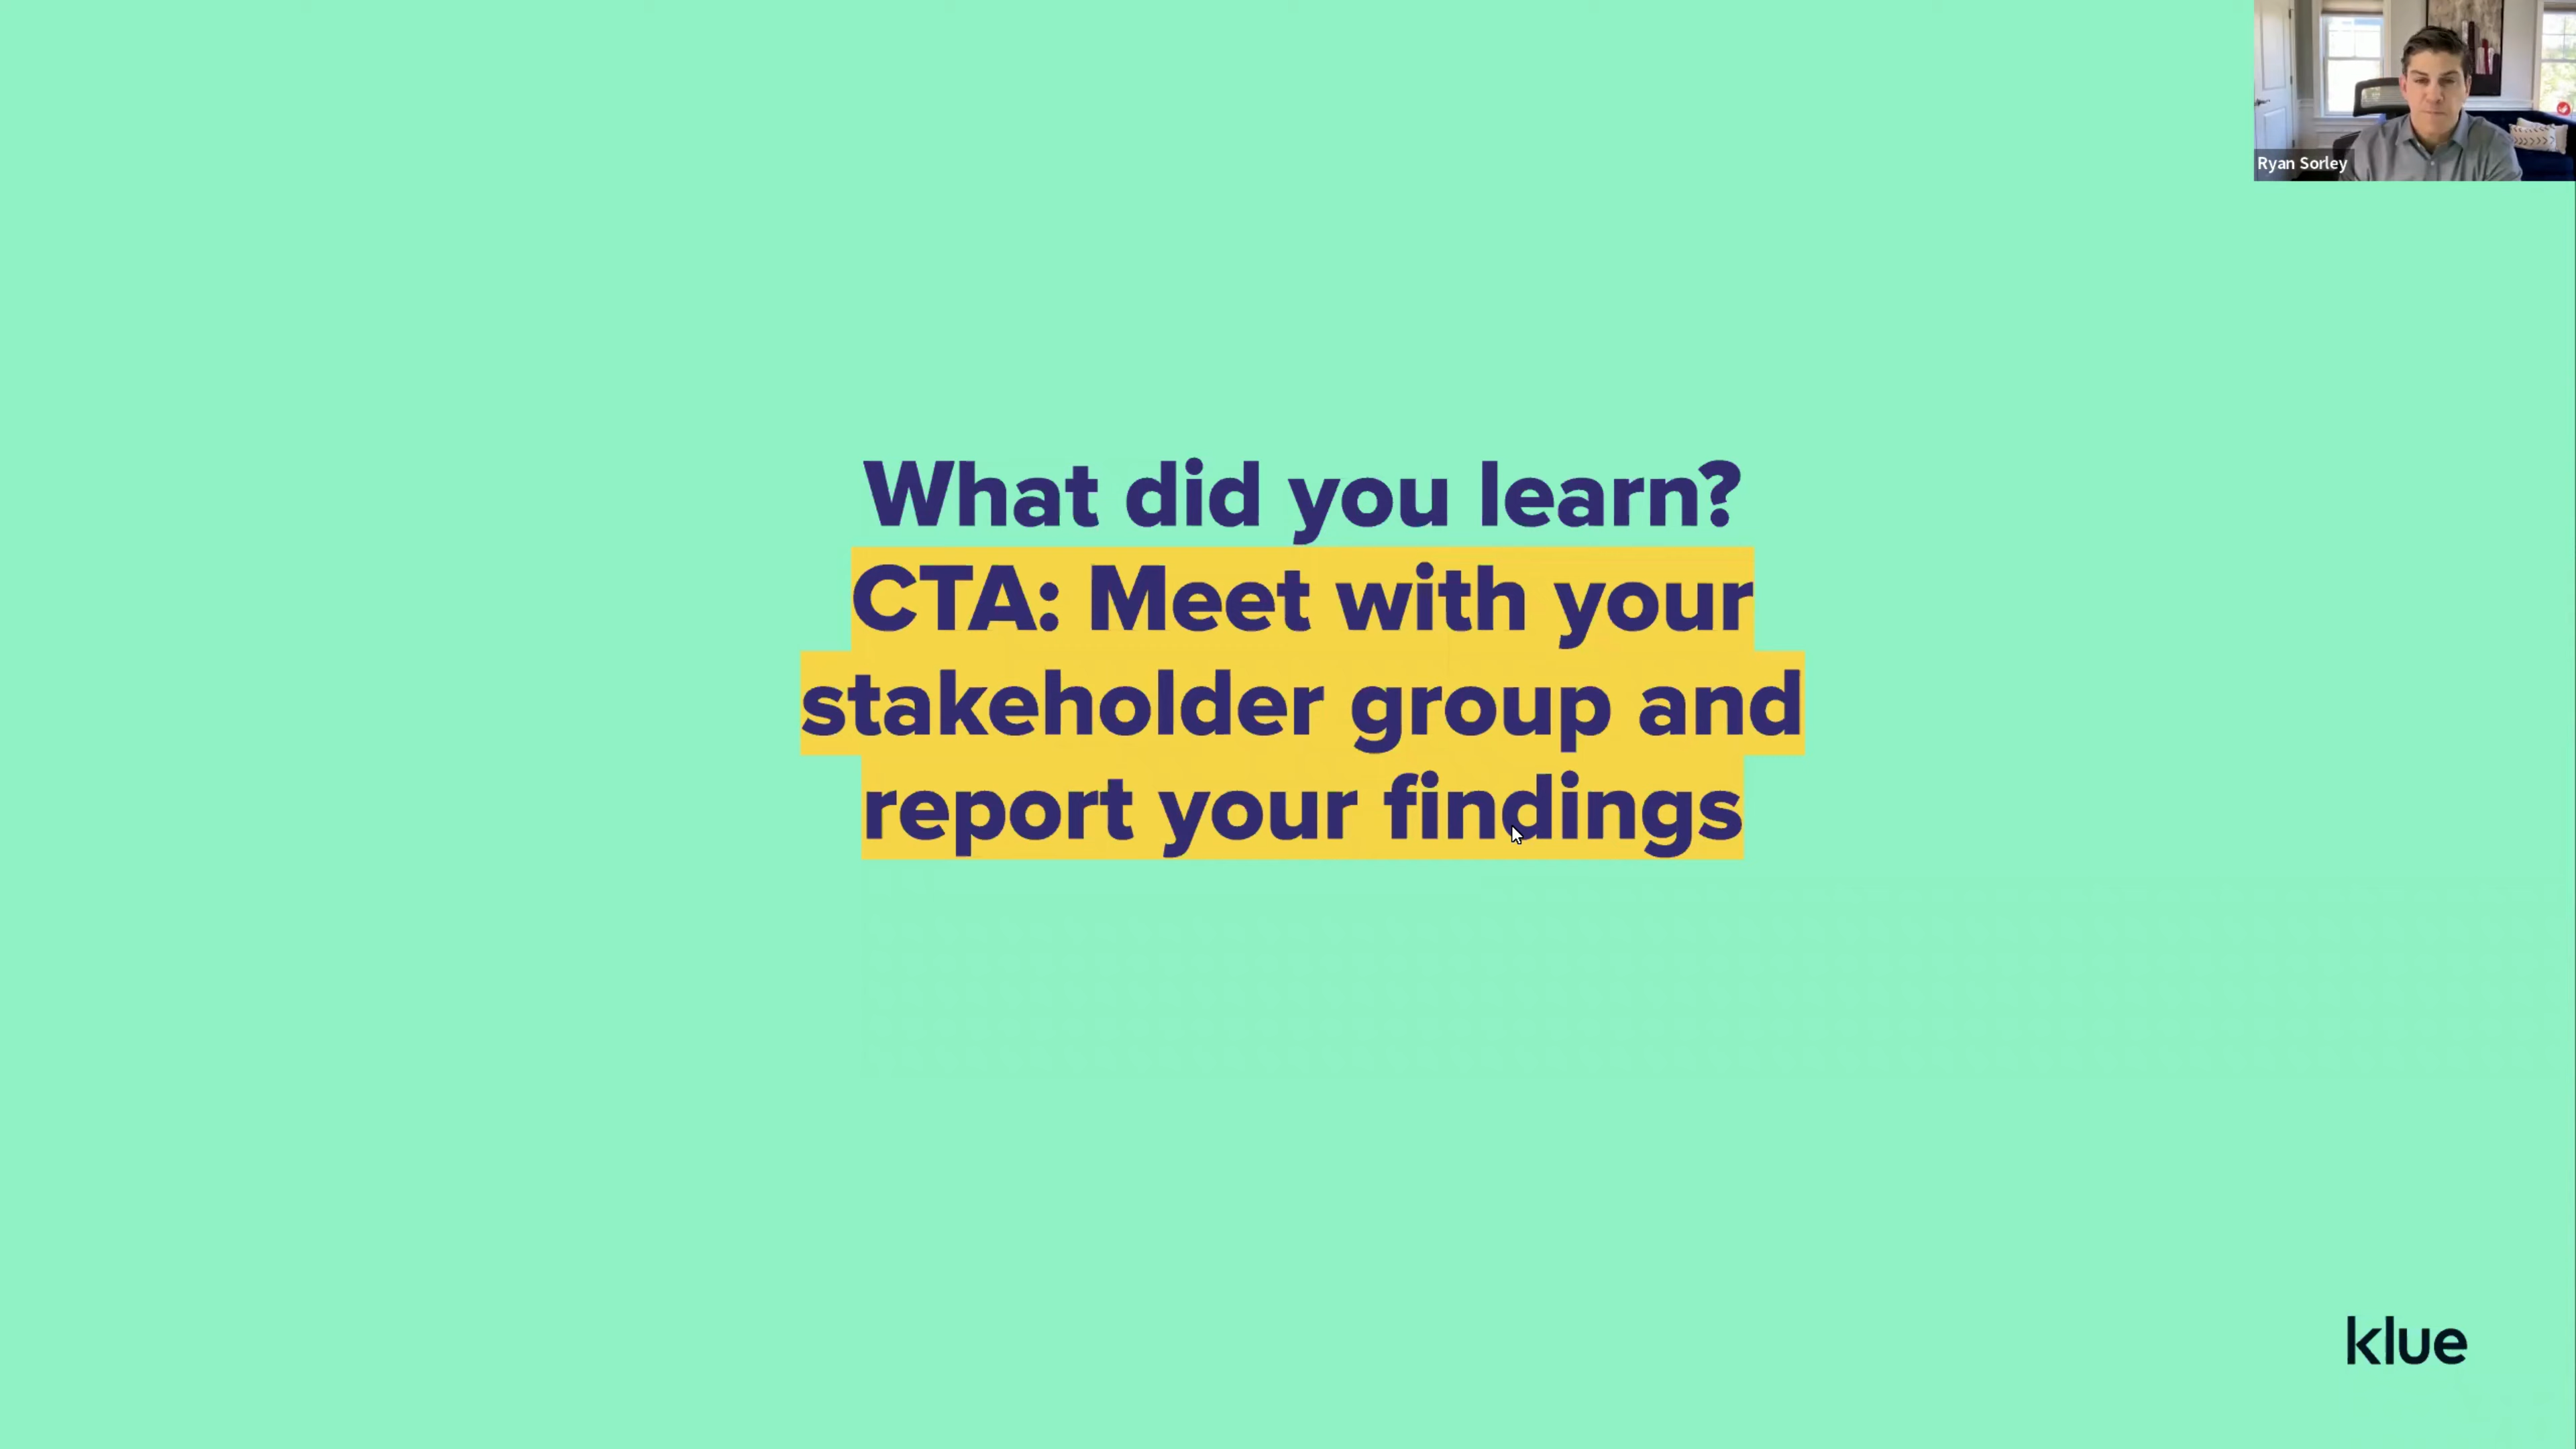 Ryan Sorley
What did you learn?
CTA: Meet with your
stakeholder group and
report your findings
klue